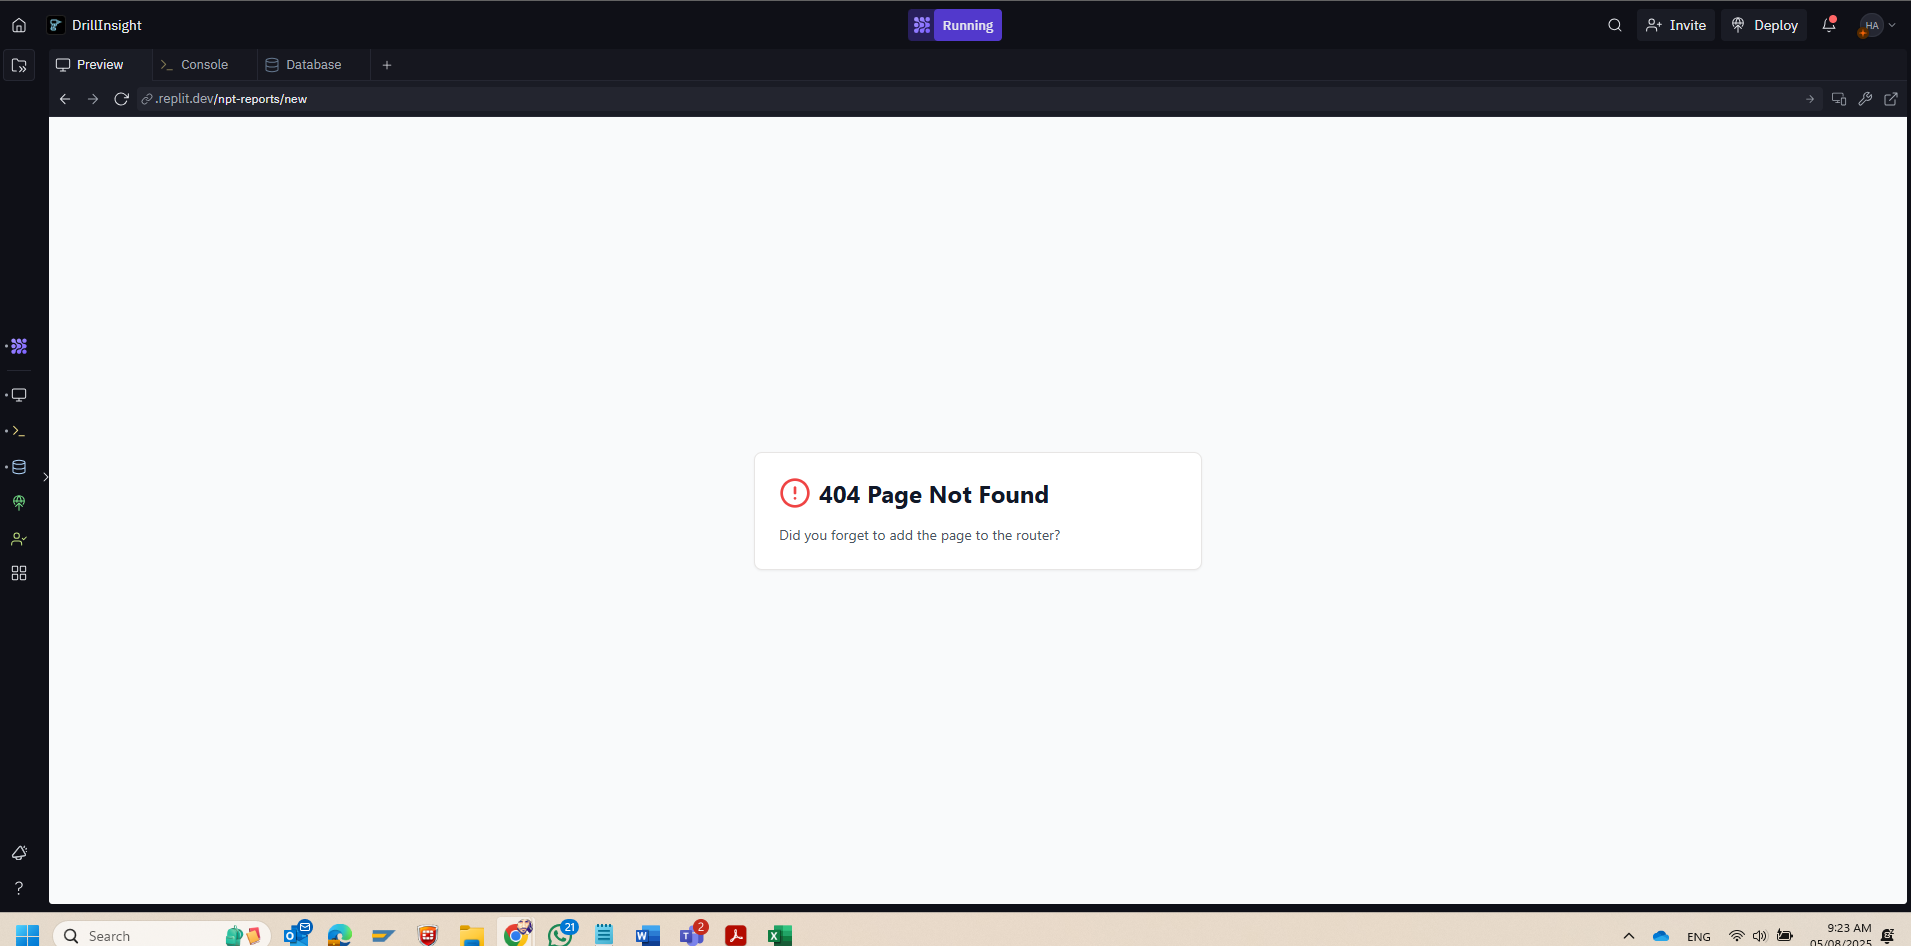 DrillInsight
Running
Invite
Deploy
HA
Preview
Console
Database
.replit.dev/npt-reports/new
404 Page Not Found
Did you forget to add the page to the router?
Search
21
2
ENG
9:23 AM
05/08/2025